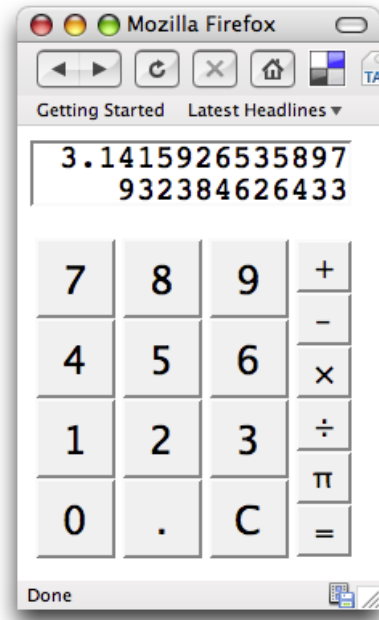 Mozilla Firefox
TA
Getting Started Latest Headlines
3.1415926535897
932384626433
7 8 9 +
−
4 5 6 ×
1 2 3 ÷
π
0 . C =
Done